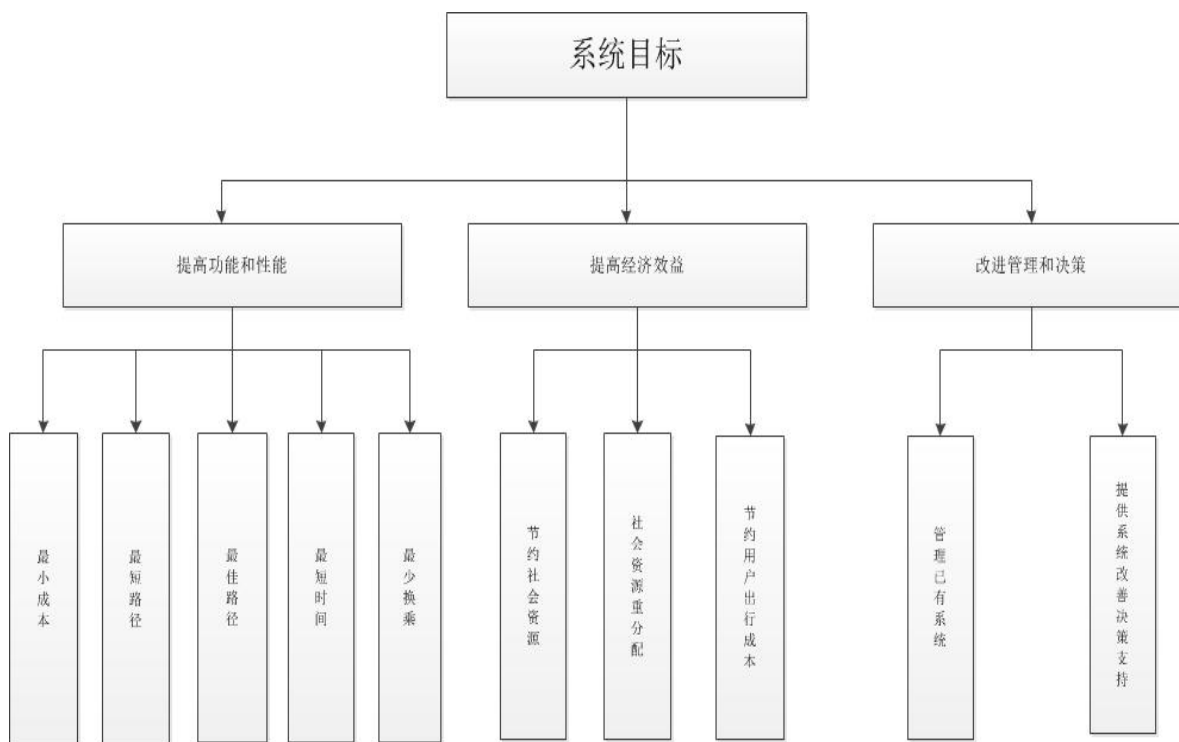 系统目标
提高功能和性能
提高经济效益
改进管理和决策
最小成本
最短路径
最佳路径
最短时间
最少换乘
节约社会资源
社会资源重分配
节约用户出行成本
管理已有系统
提供系统改善决策支持